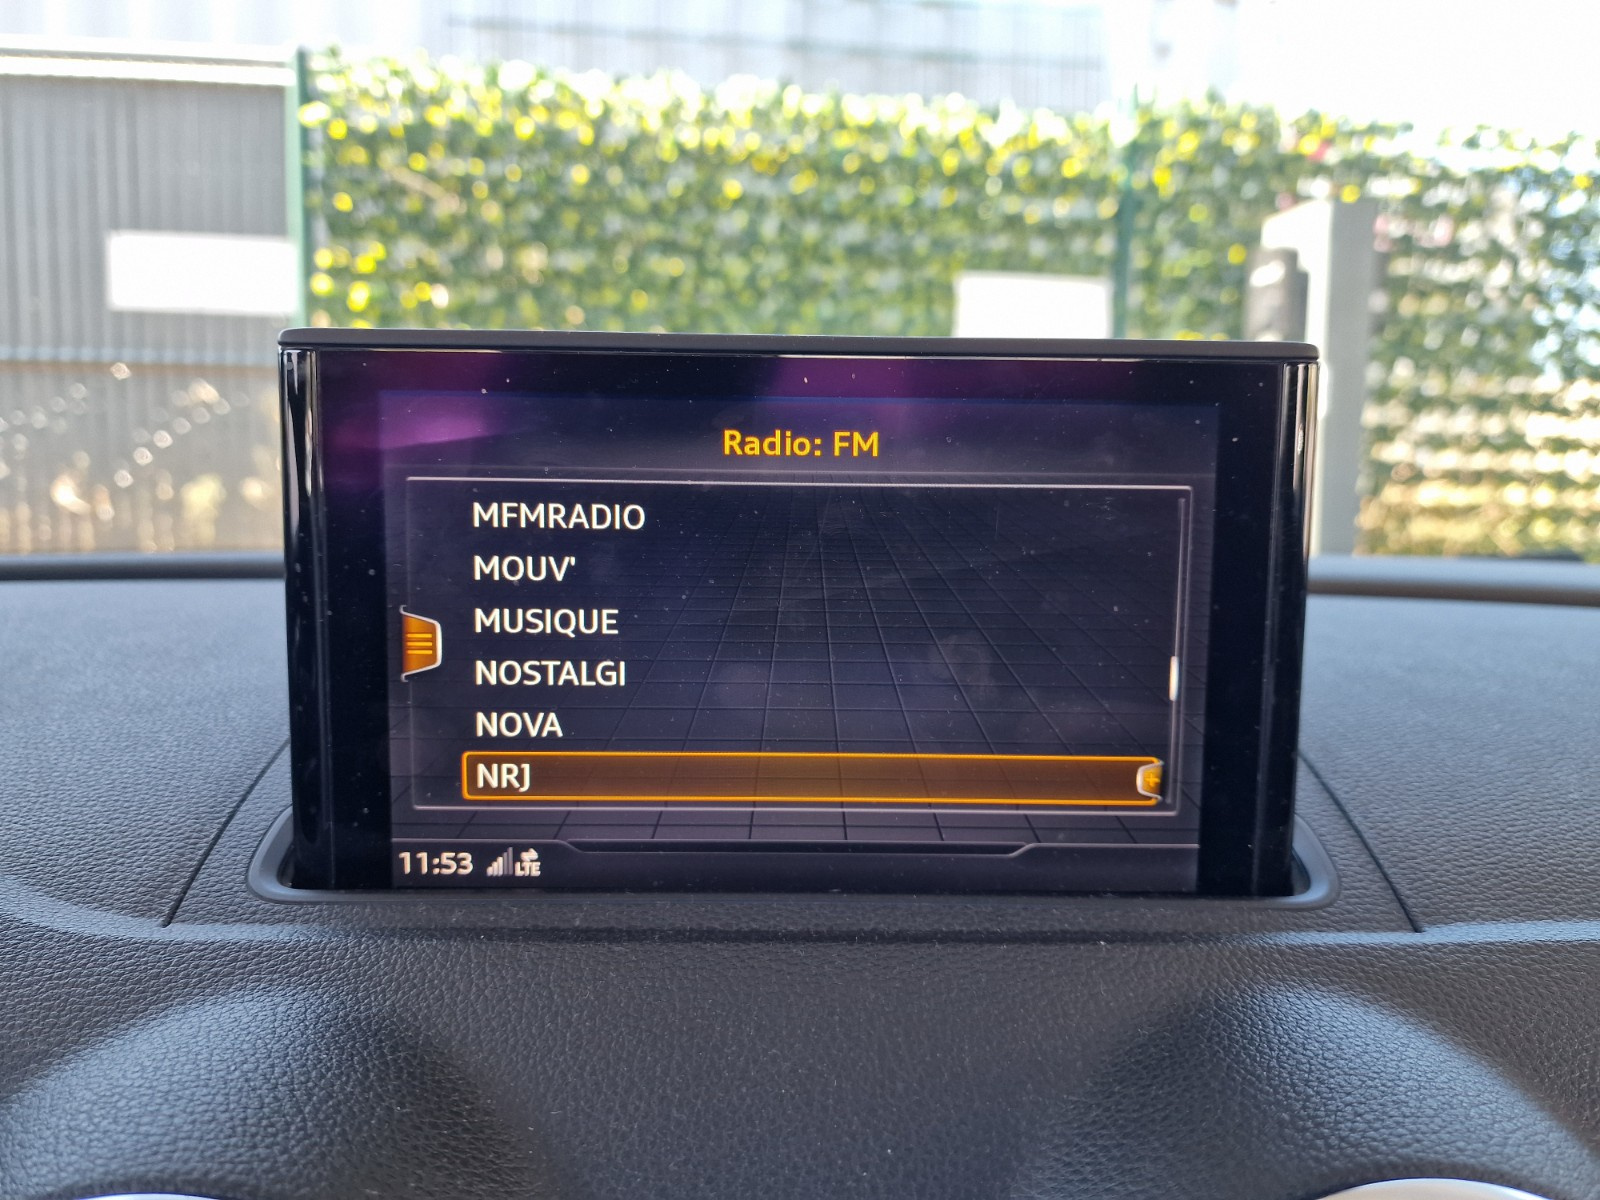 Radio: FM
MFMRADIO
MOUV'
MUSIQUE
NOSTALGI
NOVA
NRJ
11:53 LTE